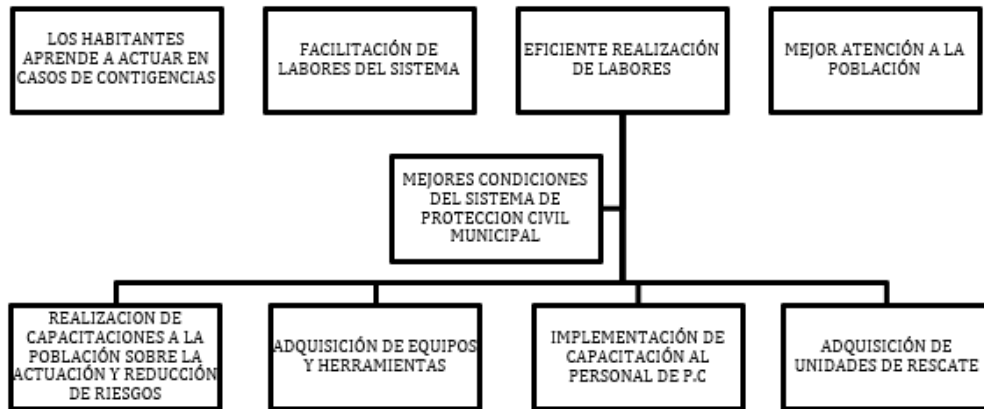 LOS HABITANTES
APRENDE A ACTUAR EN
CASOS DE CONTIGENCIAS
FACILITACIÓN DE
LABORES DEL SISTEMA
EFICIENTE REALIZACIÓN
DE LABORES
MEJOR ATENCIÓN A LA
POBLACIÓN
MEJORES CONDICIONES
DEL SISTEMA DE
PROTECCION CIVIL
MUNICIPAL
REALIZACION DE
CAPACITACIONES A LA
POBLACIÓN SOBRE LA
ACTUACIÓN Y REDUCCIÓN
DE RIESGOS
ADQUISICIÓN DE EQUIPOS
Y HERRAMIENTAS
IMPLEMENTACIÓN DE
CAPACITACIÓN AL
PERSONAL DE P.C
ADQUISICIÓN DE
UNIDADES DE RESCATE